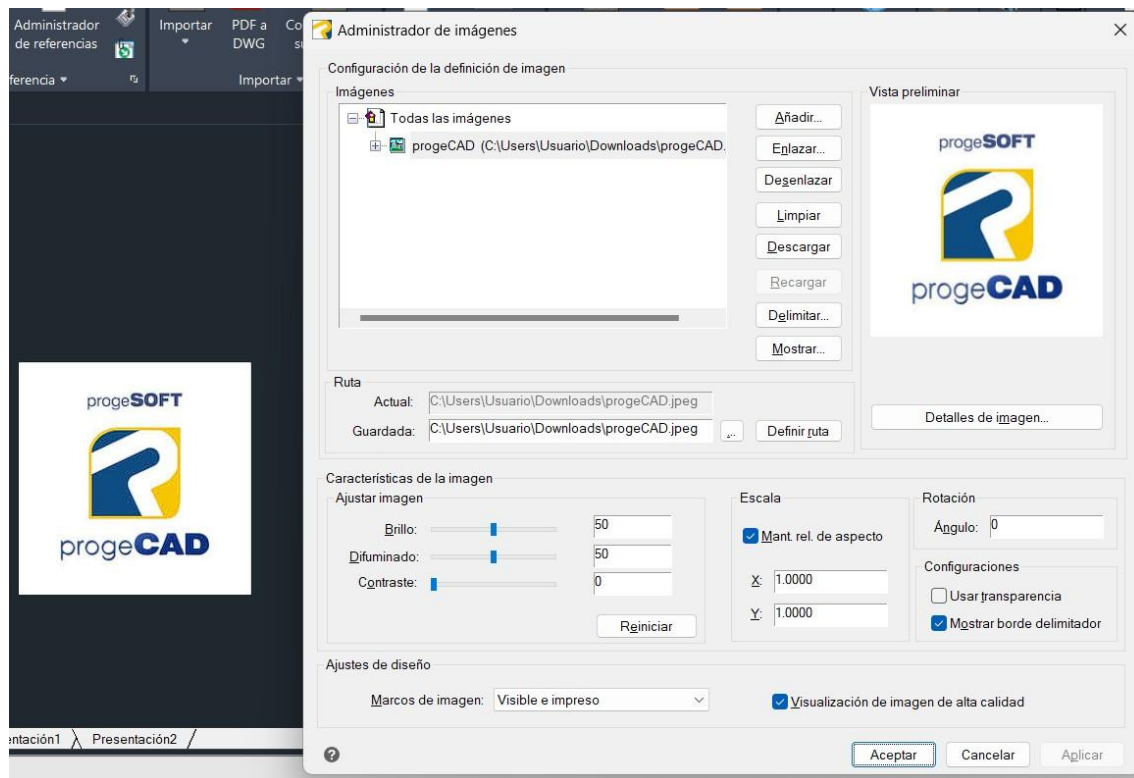 Administrador
de referencias
Importar
PDF a
DWG
ferencia
Importar
Administrador de imágenes
Configuración de la definición de imagen
Imágenes
Todas las imágenes
progeCAD (C:\Users\Usuario\Downloads\progeCAD.
Añadir...
Enlazar...
Desenlazar
Limpiar
Descargar
Recargar
Delimitar...
Mostrar...
Vista preliminar
progeSOFT
progeCAD
Detalles de imagen...
Ruta
Actual: C:\Users\Usuario\Downloads\progeCAD.jpeg
Guardada: C:\Users\Usuario\Downloads\progeCAD.jpeg ... Definir ruta
Características de la imagen
Ajustar imagen
Brillo: 50
Difuminado: 50
Contraste: 0
Reiniciar
Escala
Mant. rel. de aspecto
X: 1.0000
Y: 1.0000
Rotación
Ángulo: 0
Configuraciones
Usar transparencia
Mostrar borde delimitador
Ajustes de diseño
Marcos de imagen: Visible e impreso
Visualización de imagen de alta calidad
Aceptar Cancelar Aplicar
progeSOFT
progeCAD
entación1 Presentación2